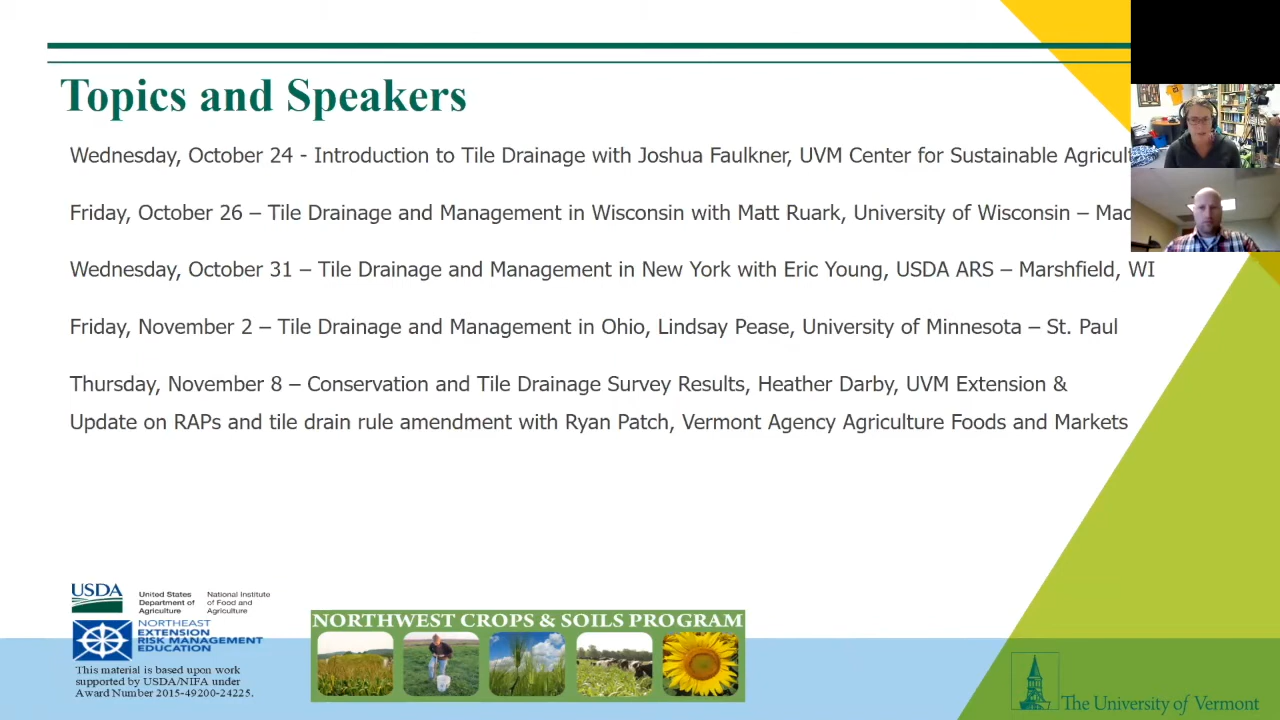 Topics and Speakers
Wednesday, October 24 - Introduction to Tile Drainage with Joshua Faulkner, UVM Center for Sustainable
Friday, October 26 – Tile Drainage and Management in Wisconsin with Matt Ruark, University of Wisconsin –
Wednesday, October 31 – Tile Drainage and Management in New York with Eric Young, USDA ARS – Marshfield, WI
Friday, November 2 – Tile Drainage and Management in Ohio, Lindsay Pease, University of Minnesota – St. Paul
Thursday, November 8 – Conservation and Tile Drainage Survey Results, Heather Darby, UVM Extension &
Update on RAPs and tile drain rule amendment with Ryan Patch, Vermont Agency Agriculture Foods and Markets
USDA
United States
Department of
Agriculture
National Institute
of Food and
Agriculture
NORTHEAST
EXTENSION
RISK MANAGEMENT
EDUCATION
This material is based upon work
supported by USDA/NIFA under
Award Number 2015-49200-24225.
NORTHWEST CROPS & SOILS PROGRAM
The University of Vermont